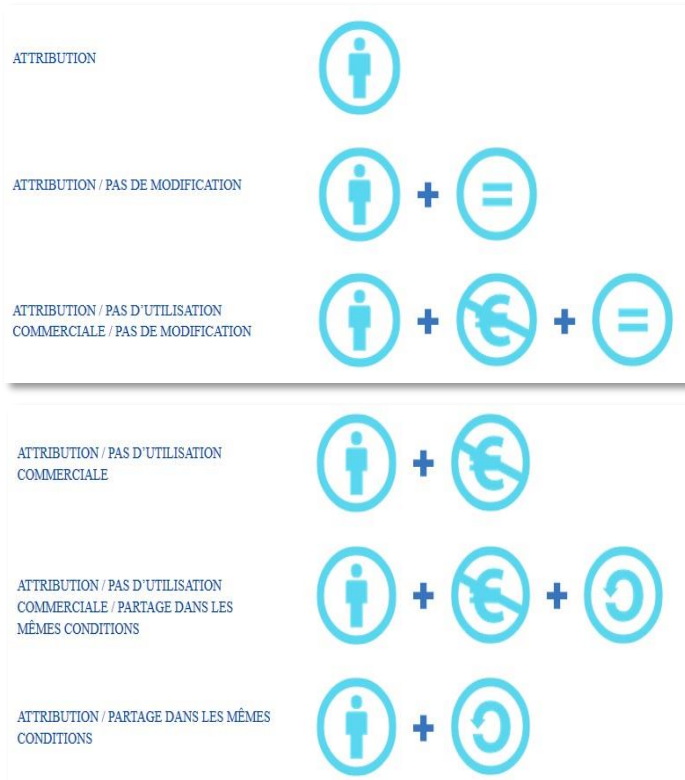 ATTRIBUTION
ATTRIBUTION / PAS DE MODIFICATION
ATTRIBUTION / PAS D'UTILISATION
COMMERCIALE / PAS DE MODIFICATION
ATTRIBUTION / PAS D'UTILISATION
COMMERCIALE
ATTRIBUTION / PAS D'UTILISATION
COMMERCIALE / PARTAGE DANS LES
MÊMES CONDITIONS
ATTRIBUTION / PARTAGE DANS LES MÊMES
CONDITIONS